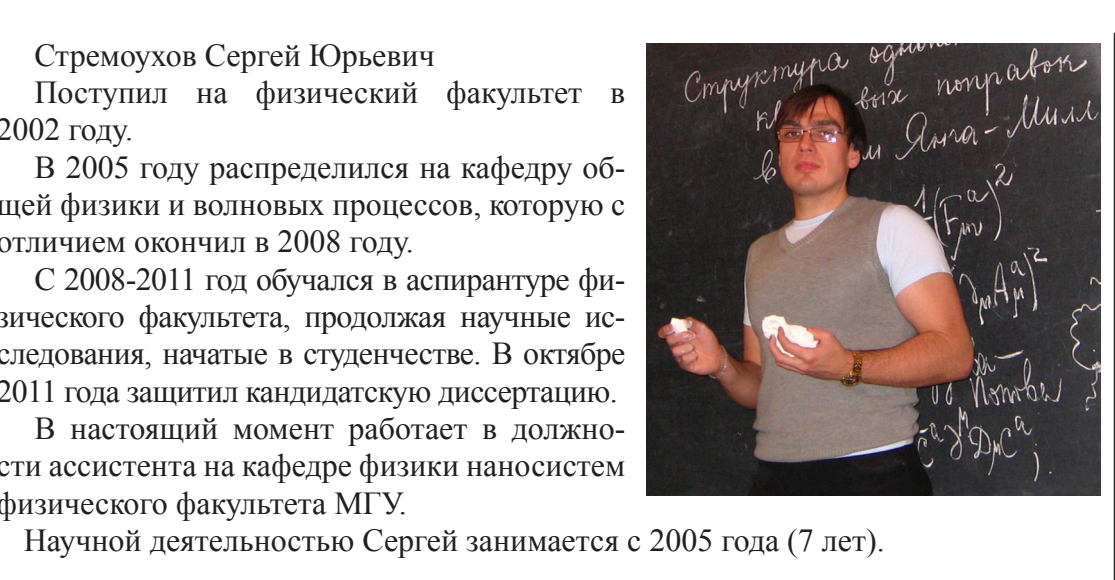 Стремоухов Сергей Юрьевич
Поступил на физический факультет в
2002 году.
В 2005 году распределился на кафедру об-
щей физики и волновых процессов, которую с
отличием окончил в 2008 году.
С 2008-2011 год обучался в аспирантуре фи-
зического факультета, продолжая научные ис-
следования, начатые в студенчестве. В октябре
2011 года защитил кандидатскую диссертацию.
В настоящий момент работает в должно-
сти ассистента на кафедре физики наносистем
физического факультета МГУ.
Научной деятельностью Сергей занимается с 2005 года (7 лет).
Структура
поправок
в Янга-Милл
Попова